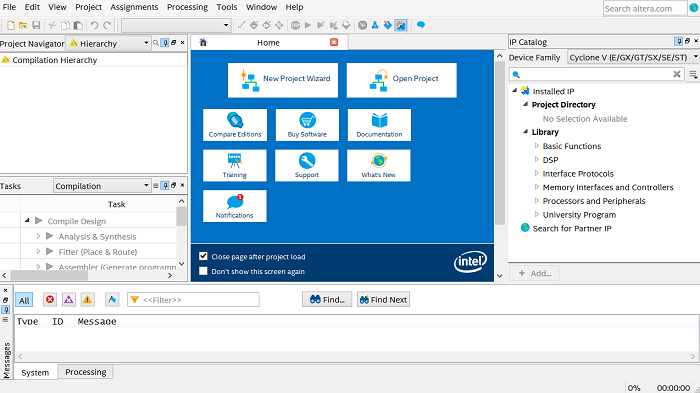 File Edit View Project Assignments Processing Tools Window Help
Search altera.com
Project Navigator Hierarchy
Compilation Hierarchy
Tasks Compilation
Task
Compile Design
Analysis & Synthesis
Fitter (Place & Route)
Assembler (Generate programm
Home
New Project Wizard
Open Project
Compare Editions
Buy Software
Documentation
Training
Support
What's New
Notifications
Close page after project load
Don't show this screen again
intel
IP Catalog
Device Family Cyclone V (E/GX/GT/SX/SE/ST)
Installed IP
Project Directory
No Selection Available
Library
Basic Functions
DSP
Interface Protocols
Memory Interfaces and Controllers
Processors and Peripherals
University Program
Search for Partner IP
+ Add...
All <<Filter>> Find... Find Next
Type ID Message
Messages
System Processing
0% 00:00:00